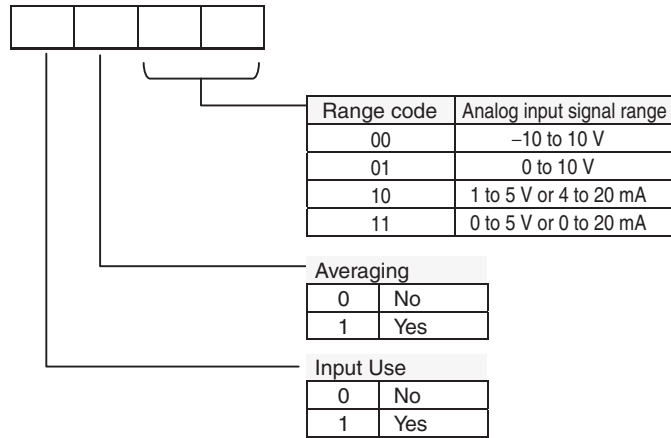 Range code Analog input signal range
00 –10 to 10 V
01 0 to 10 V
10 1 to 5 V or 4 to 20 mA
11 0 to 5 V or 0 to 20 mA
Averaging
0 No
1 Yes
Input Use
0 No
1 Yes